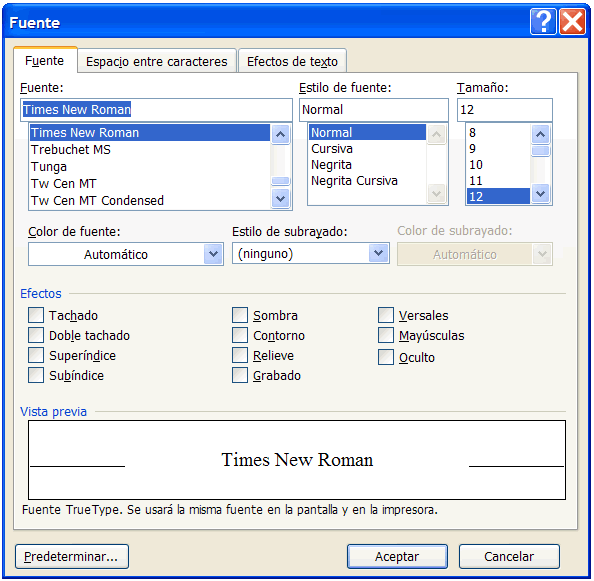 Fuente
Fuente Espacio entre caracteres Efectos de texto
Fuente: Estilo de fuente: Tamaño:
Times New Roman Normal 12
Times New Roman Normal 8
Trebuchet MS Cursiva 9
Tunga Negrita 10
Tw Cen MT Negrita Cursiva 11
Tw Cen MT Condensed 12
Color de fuente: Estilo de subrayado: Color de subrayado:
Automático (ninguno) Automático
Efectos
Tachado Sombra Versales
Doble tachado Contorno Mayúsculas
Superíndice Relieve Oculto
Subíndice Grabado
Vista previa
Times New Roman
Fuente TrueType. Se usará la misma fuente en la pantalla y en la impresora.
Predeterminar... Aceptar Cancelar